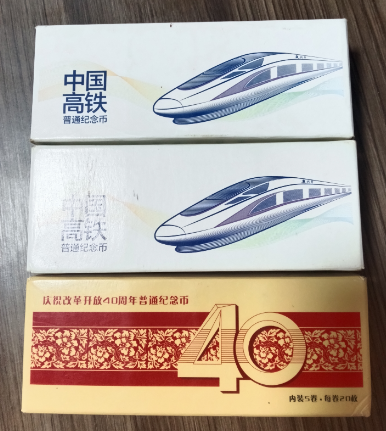 中国
高铁
普通纪念币
中国
高铁
普通纪念币
庆祝改革开放40周年普通纪念币
40
内装5卷·每卷20枚